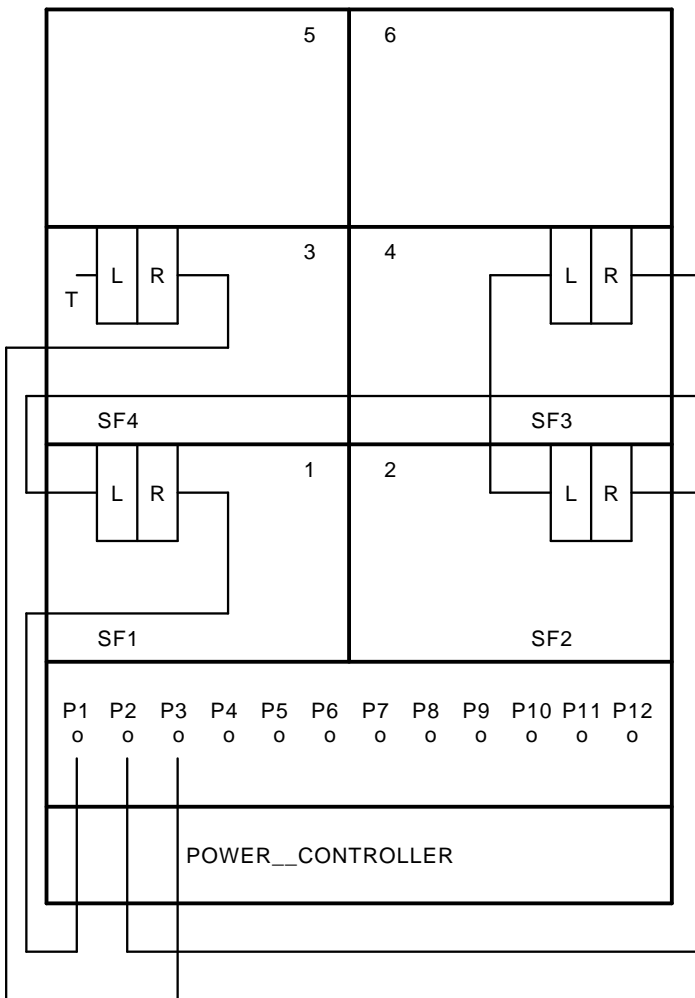 5 6
L R 3 4 L R
T
SF4 SF3
L R 1 2 L R
SF1 SF2
P1 P2 P3 P4 P5 P6 P7 P8 P9 P10 P11 P12
o o o o o o o o o o o o
POWER__CONTROLLER